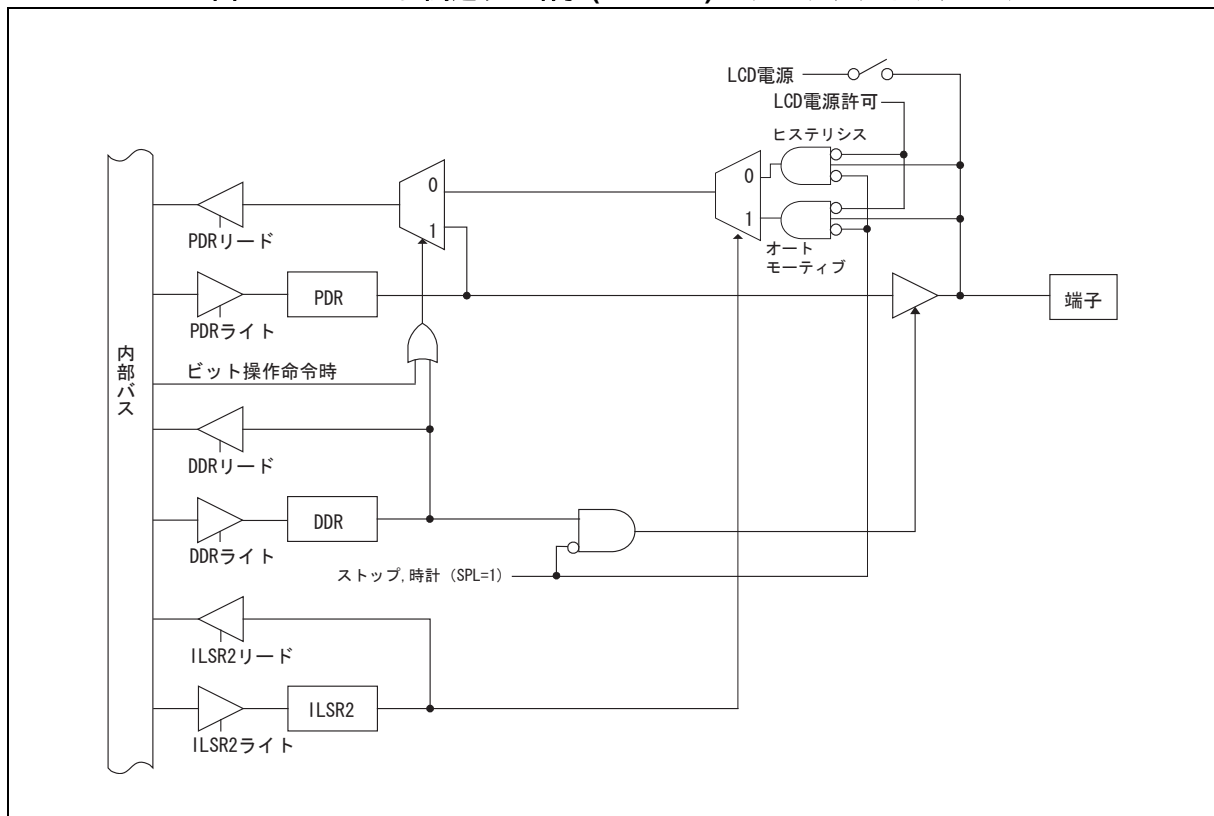 LCD電源
LCD電源許可
ヒステリシス
0
1
オート
モーティブ
0
1
PDRリード
PDR
PDRライト
端子
内部バス
ビット操作命令時
DDRリード
DDR
DDRライト
ストップ,時計 (SPL=1)
ILSR2リード
ILSR2
ILSR2ライト